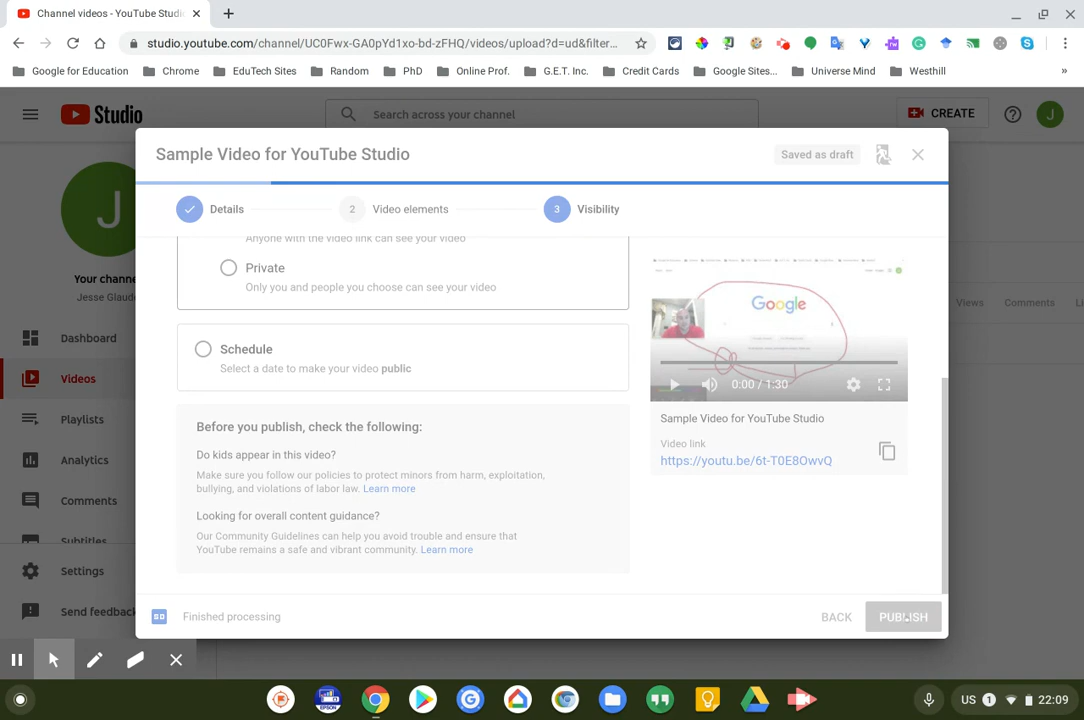 Channel videos - YouTube Studi
studio.youtube.com/channel/UC0Fwx-GA0pYd1xo-bd-zFHQ/videos/upload?d=ud&filter...
Google for Education
Chrome
EduTech Sites
Random
PhD
Online Prof.
G.E.T. Inc.
Credit Cards
Google Sites...
Universe Mind
Westhill
»
Studio
Search across your channel
CREATE
J
J
Your channe
Jesse Glaude
Dashboard
Videos
Playlists
Analytics
Comments
Subtitles
Settings
Send feedback
Views
Comments
Li
Sample Video for YouTube Studio
Saved as draft
Details
2 Video elements
3 Visibility
Anyone with the video link can see your video
Private
Only you and people you choose can see your video
Schedule
Select a date to make your video public
Before you publish, check the following:
Do kids appear in this video?
Make sure you follow our policies to protect minors from harm, exploitation,
bullying, and violations of labor law. Learn more
Looking for overall content guidance?
Our Community Guidelines can help you avoid trouble and ensure that
YouTube remains a safe and vibrant community. Learn more
Google
0:00 / 1:30
Sample Video for YouTube Studio
Video link
https://youtu.be/6t-T0E8OwvQ
SD
Finished processing
BACK
PUBLISH
EPSON
US
1
22:09